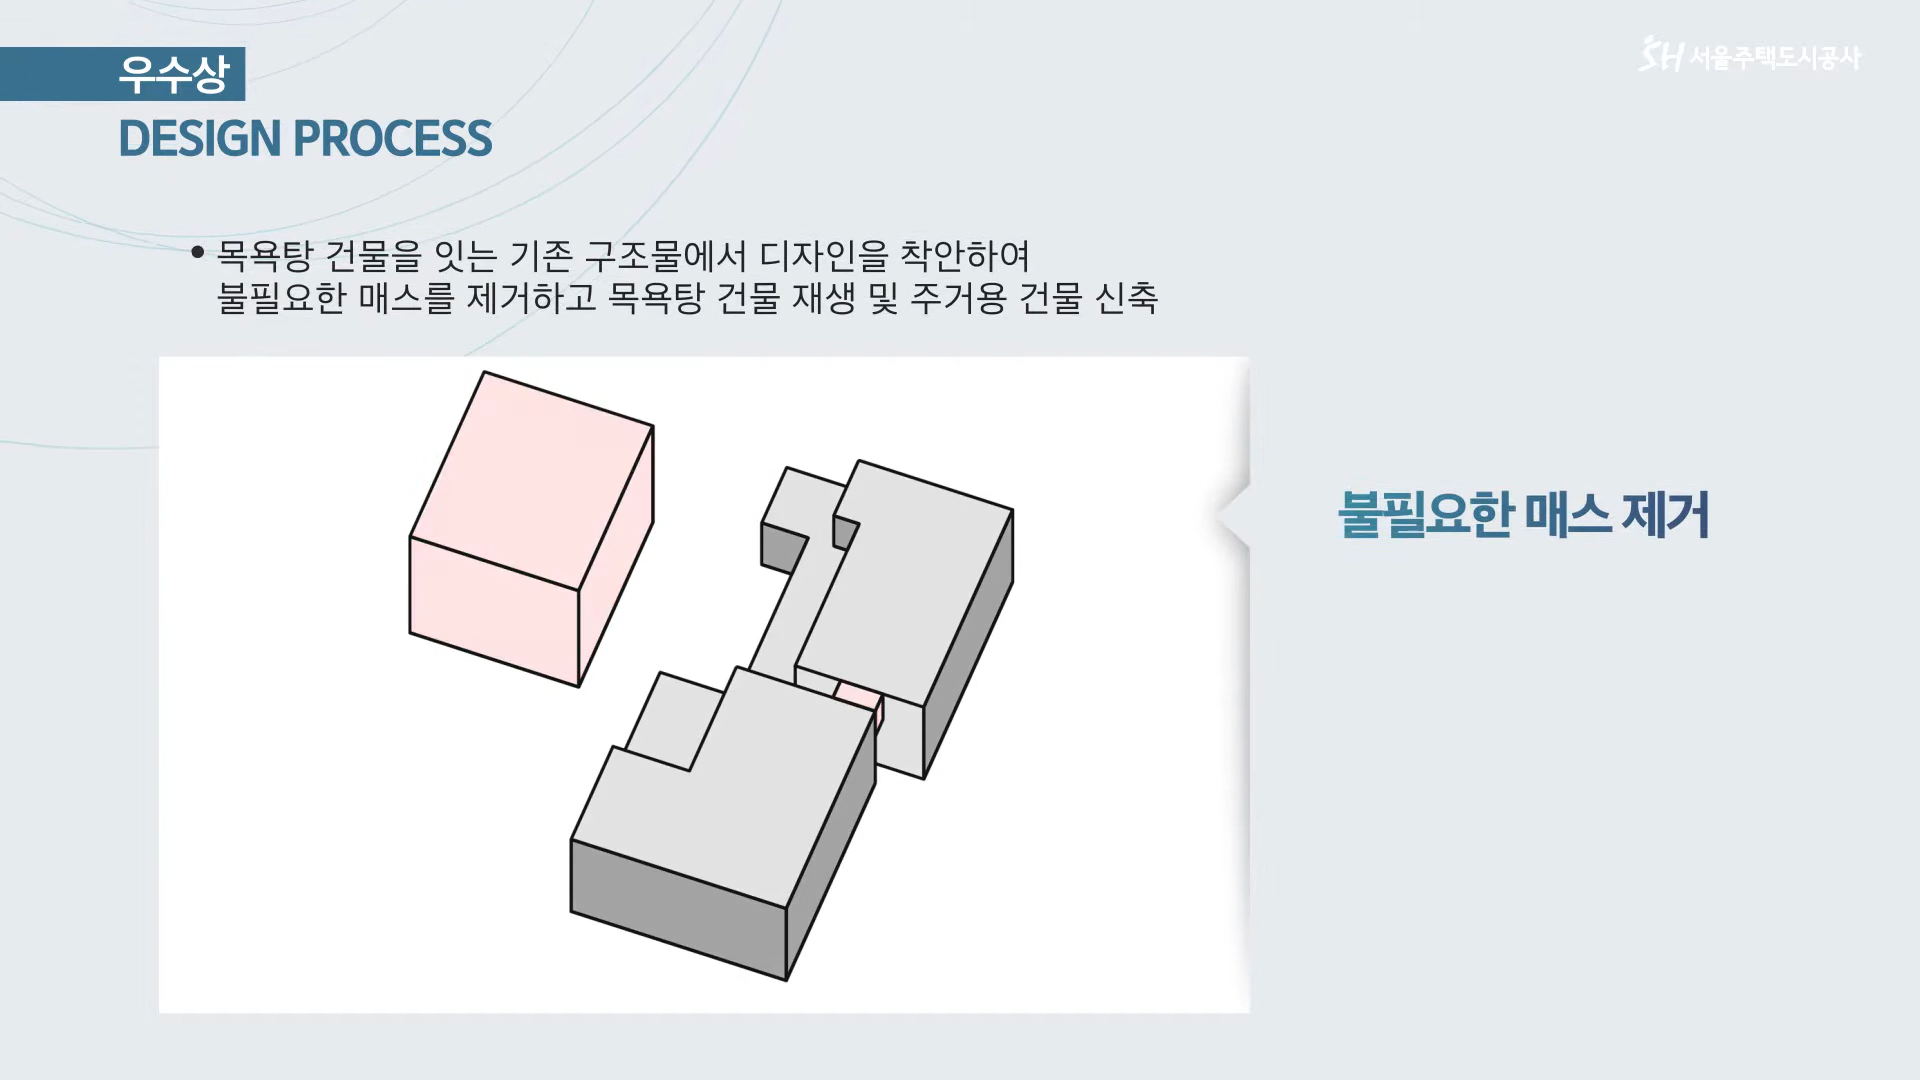 우수상
SH 서울주택도시공사
DESIGN PROCESS
• 목욕탕 건물을 잇는 기존 구조물에서 디자인을 착안하여
불필요한 매스를 제거하고 목욕탕 건물 재생 및 주거용 건물 신축
불필요한 매스 제거